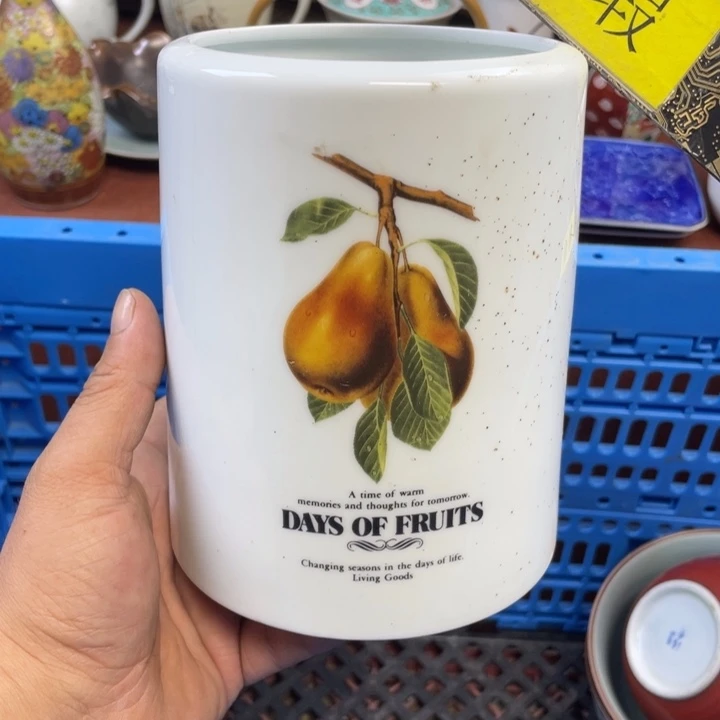 A time of warm
memories and thoughts for tomorrow.
DAYS OF FRUITS
Changing seasons in the days of life.
Living Goods